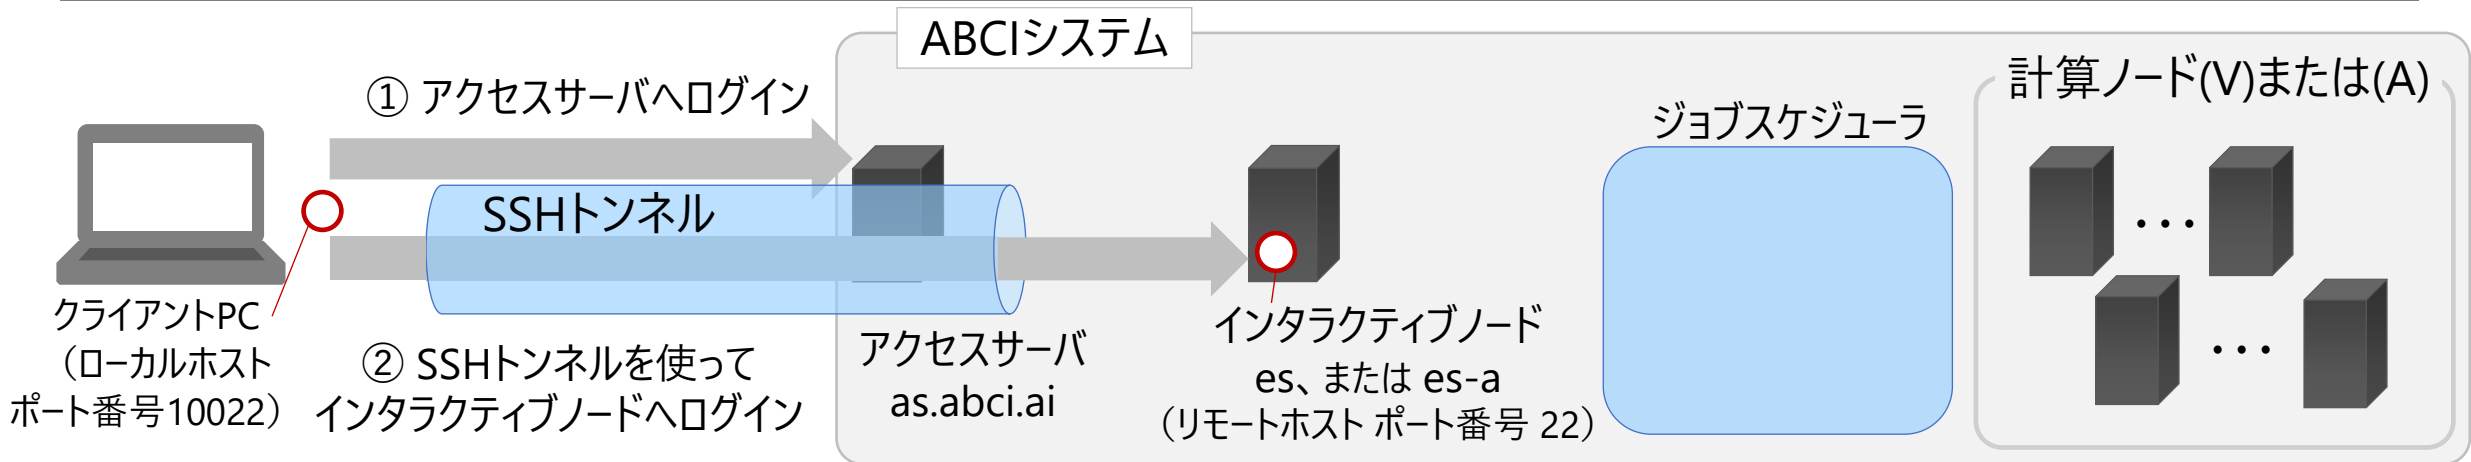 ABCIシステム
① アクセスサーバへログイン
計算ノード(V)または(A)
ジョブスケジューラ
SSHトンネル
・・・
・・・
クライアントPC
（ローカルホスト
ポート番号10022）
② SSHトンネルを使って
インタラクティブノードへログイン
アクセスサーバ
as.abci.ai
インタラクティブノード
es、または es-a
（リモートホスト ポート番号 22）